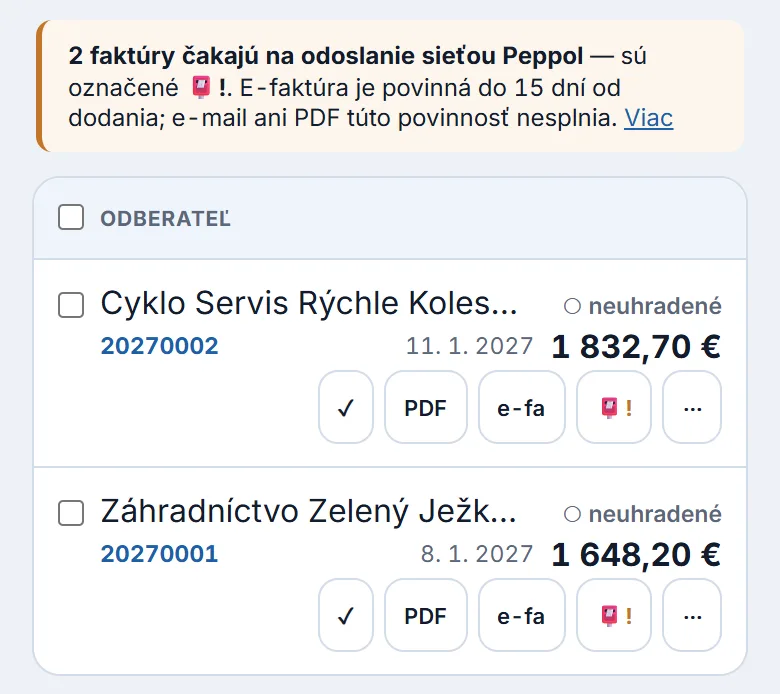 2 faktúry čakajú na odoslanie sieťou Peppol — sú
označené 📮!. E-faktúra je povinná do 15 dní od
dodania; e-mail ani PDF túto povinnosť nesplnia. Viac
ODBERATEĽ
Cyklo Servis Rýchle Koles... ○ neuhradené
20270002 11. 1. 2027 1 832,70 €
✓ PDF e-fa 📮! ...
Záhradníctvo Zelený Ježk... ○ neuhradené
20270001 8. 1. 2027 1 648,20 €
✓ PDF e-fa 📮! ...